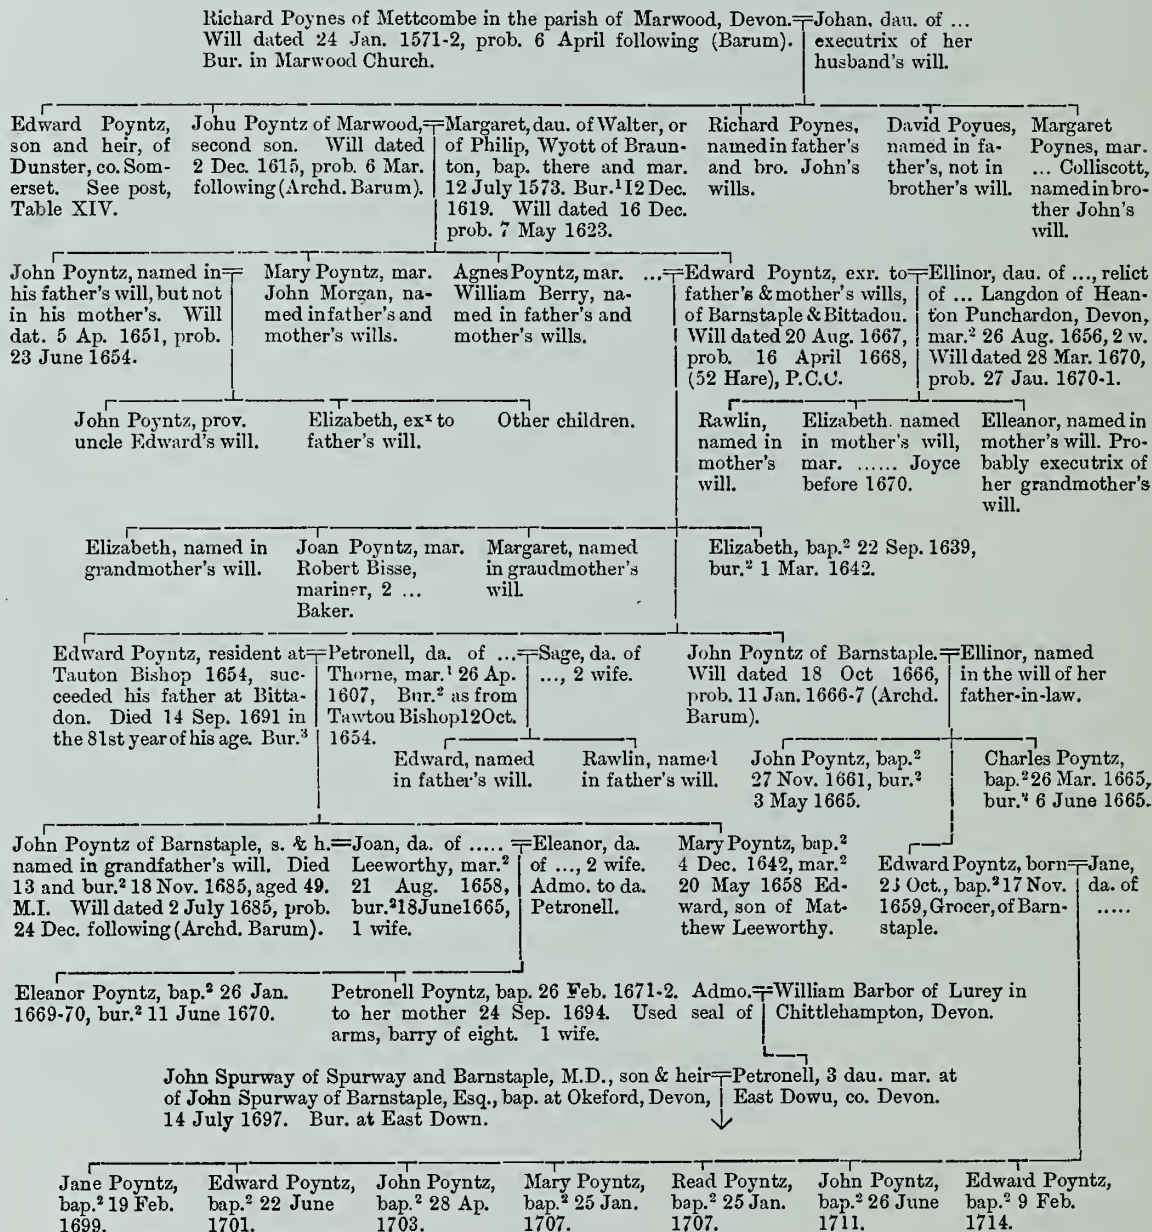 Richard Poynes of Mettcombe in the parish of Marwood, Devon.
Will dated 24 Jan. 1571-2, prob. 6 April following (Barum).
Bur. in Marwood Church.
Johan, dau. of ...
executrix of her
husband's will.
Edward Poyntz,
son and heir, of
Dunster, co. Som-
erset. See post,
Table XIV.
John Poyntz of Marwood,
second son. Will dated
2 Dec. 1615, prob. 6 Mar.
following (Archd. Barum).
Margaret, dau. of Walter, or
of Philip, Wyott of Braun-
ton, bap. there and mar.
12 July 1573. Bur.¹ 12 Dec.
1619. Will dated 16 Dec.
prob. 7 May 1623.
Richard Poynes,
named in father's
and bro. John's
wills.
David Poyues,
named in fa-
ther's, not in
brother's will.
Margaret
Poynes, mar.
... Colliscott,
named in bro-
ther John's
will.
John Poyntz, named in
his father's will, but not
in his mother's. Will
dat. 5 Ap. 1651, prob.
23 June 1654.
Mary Poyntz, mar.
John Morgan, na-
med in father's and
mother's wills.
Agnes Poyntz, mar.
William Berry, na-
med in father's and
mother's wills.
...
Edward Poyntz, exr. to
father's & mother's wills,
of Barnstaple & Bittadou.
Will dated 20 Aug. 1667,
prob. 16 April 1668,
(52 Hare), P.C.C.
Ellinor, dau. of ..., relict
of ... Langdon of Hean-
ton Punchardon, Devon,
mar.² 26 Aug. 1656, 2 w.
Will dated 28 Mar. 1670,
prob. 27 Jau. 1670-1.
John Poyntz, prov.
uncle Edward's will.
Elizabeth, exˣ to
father's will.
Other children.
Rawlin,
named in
mother's
will.
Elizabeth. named
in mother's will,
mar. ...... Joyce
before 1670.
Elleanor, named in
mother's will. Pro-
bably executrix of
her grandmother's
will.
Elizabeth, named in
grandmother's will.
Joan Poyntz, mar.
Robert Bisse,
mariner, 2 ...
Baker.
Margaret, named
in graudmother's
will.
Elizabeth, bap.² 22 Sep. 1639,
bur.² 1 Mar. 1642.
Edward Poyntz, resident at
Tauton Bishop 1654, suc-
ceeded his father at Bitta-
don. Died 14 Sep. 1691 in
the 81st year of his age. Bur.³
Petronell, da. of ...
Thorne, mar.¹ 26 Ap.
1607, Bur.² as from
Tawtou Bishop 12 Oct.
1654.
Sage, da. of
..., 2 wife.
John Poyntz of Barnstaple.
Will dated 18 Oct 1666,
prob. 11 Jan. 1666-7 (Archd.
Barum).
Ellinor, named
in the will of her
father-in-law.
Edward, named
in father's will.
Rawlin, named
in father's will.
John Poyntz, bap.²
27 Nov. 1661, bur.²
3 May 1665.
Charles Poyntz,
bap.² 26 Mar. 1665,
bur.² 6 June 1665.
John Poyntz of Barnstaple, s. & h.
named in grandfather's will. Died
13 and bur.² 18 Nov. 1685, aged 49.
M.I. Will dated 2 July 1685, prob.
24 Dec. following (Archd. Barum).
Joan, da. of .....
Leeworthy, mar.²
21 Aug. 1658,
bur.² 18 June 1665,
1 wife.
Eleanor, da.
of ..., 2 wife.
Admo. to da.
Petronell.
Mary Poyntz, bap.²
4 Dec. 1642, mar.²
20 May 1658 Ed-
ward, son of Mat-
thew Leeworthy.
Edward Poyntz, born
Oct., bap.² 17 Nov.
1659, Grocer, of Barn-
staple.
Jane,
da. of
.....
Eleanor Poyntz, bap.² 26 Jan.
1669-70, bur.² 11 June 1670.
Petronell Poyntz, bap. 26 Feb. 1671-2. Admo.
to her mother 24 Sep. 1694. Used seal of
arms, barry of eight. 1 wife.
William Barbor of Lurey in
Chittlehampton, Devon.
John Spurway of Spurway and Barnstaple, M.D., son & heir
of John Spurway of Barnstaple, Esq., bap. at Okeford, Devon,
14 July 1697. Bur. at East Down.
Petronell, 3 dau. mar. at
East Dowu, co. Devon.
Jane Poyntz,
bap.² 19 Feb.
1699.
Edward Poyntz,
bap.² 22 June
1701.
John Poyntz,
bap.² 28 Ap.
1703.
Mary Poyntz,
bap.² 25 Jan.
1707.
Read Poyntz,
bap.² 25 Jan.
1707.
John Poyntz,
bap.² 26 June
1711.
Edward Poyntz,
bap.² 9 Feb.
1714.